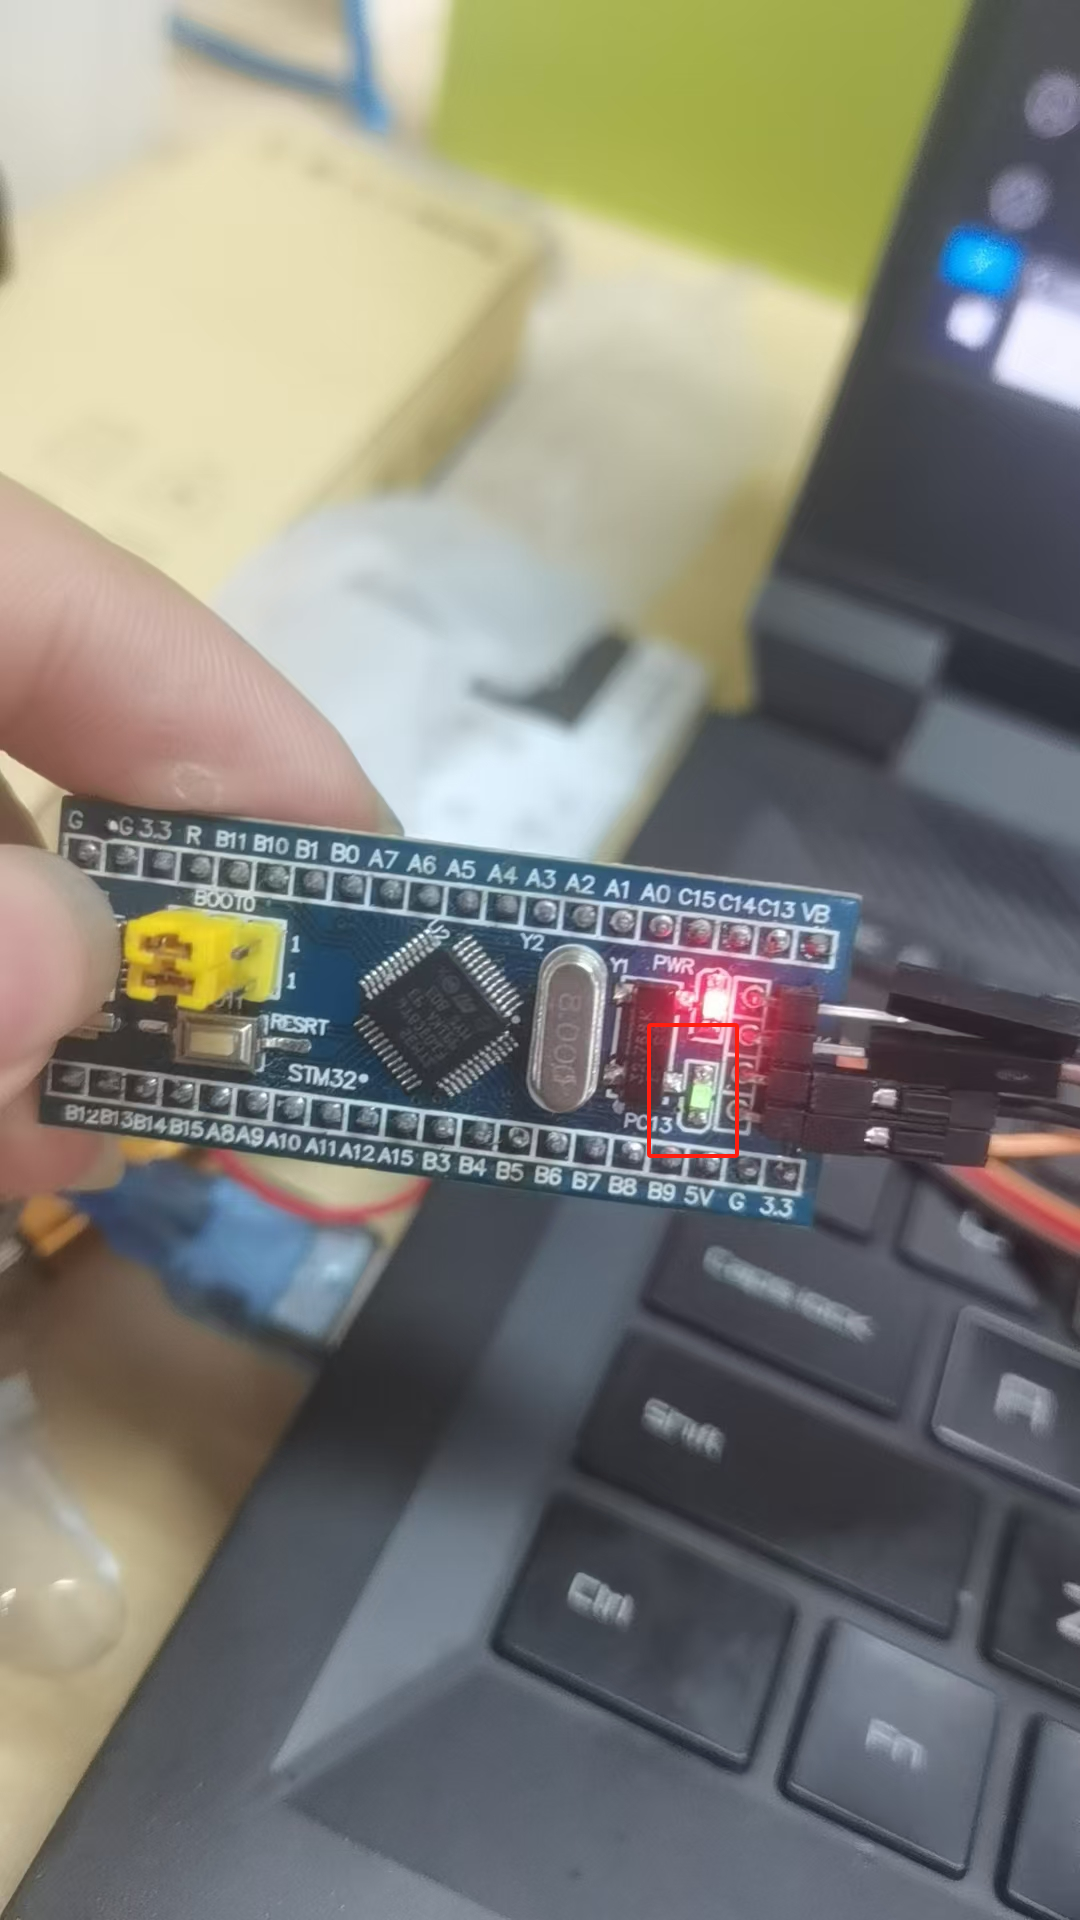 G G 3.3 R B11 B10 B1 B0 A7 A6 A5 A4 A3 A2 A1 A0 C15 C14 C13 VB
BOOT0
1
1
Y2
Y1
PWR
8.000
RESRT
STM32
PC13
B12 B13 B14 B15 A8 A9 A10 A11 A12 A15 B3 B4 B5 B6 B7 B8 B9 5V G 3.3
Caps Lock
Shift
A
Ctrl
Fn
Z